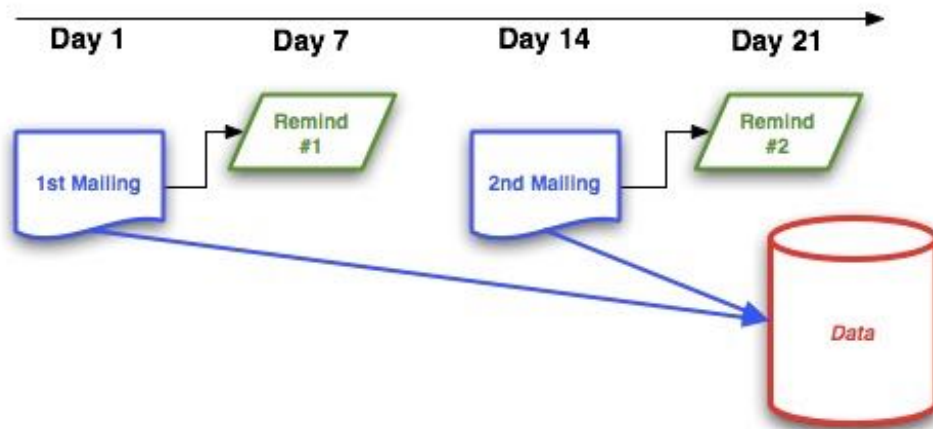 Day 1
Day 7
Day 14
Day 21
Remind
#1
Remind
#2
1st Mailing
2nd Mailing
Data